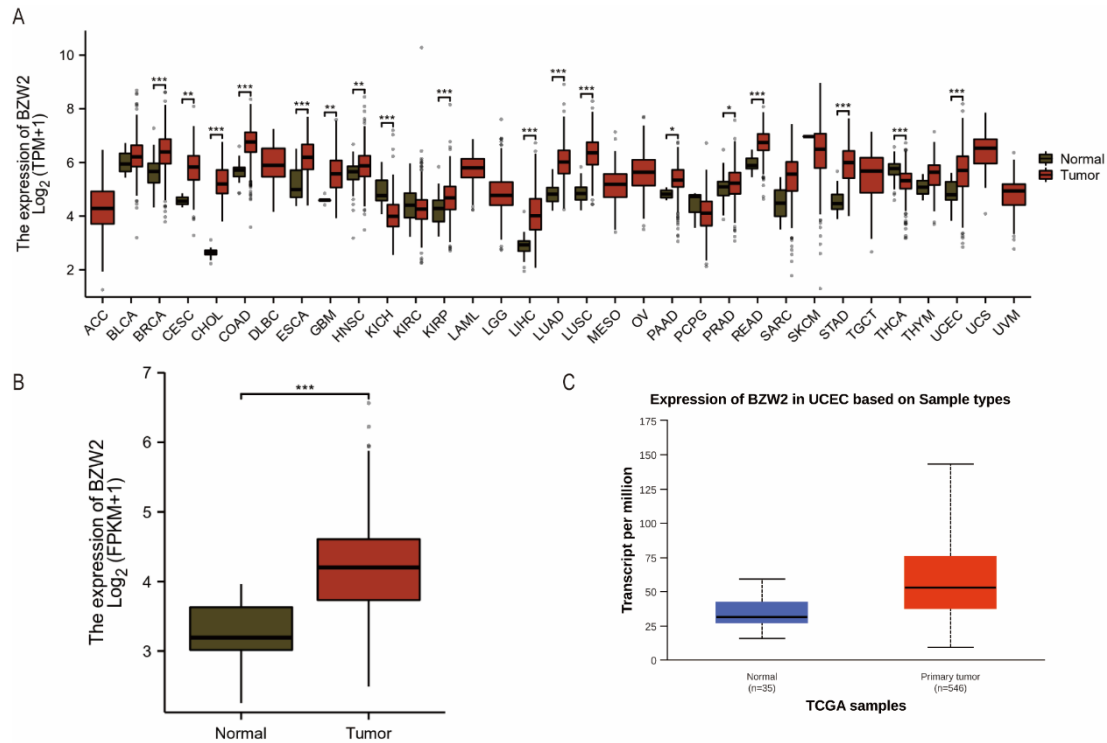 A
The expression of BZW2
Log2 (TPM+1)
10
8
6
4
2
*** ** *** *** *** ** ** *** *** *** *** *** * * *** *** *** ***
Normal
Tumor
ACC BLCA BRCA CESC CHOL COAD DLBC ESCA GBM HNSC KICH KIRC KIRP LAML LGG LIHC LUAD LUSC MESO OV PAAD PCPG PRAD READ SARC SKCM STAD TGCT THCA THYM UCEC UCS UVM
B
The expression of BZW2
Log2 (FPKM+1)
7
6
5
4
3
***
Normal Tumor
C
Expression of BZW2 in UCEC based on Sample types
Transcript per million
175
150
125
100
75
50
25
0
Normal
(n=35)
Primary tumor
(n=546)
TCGA samples